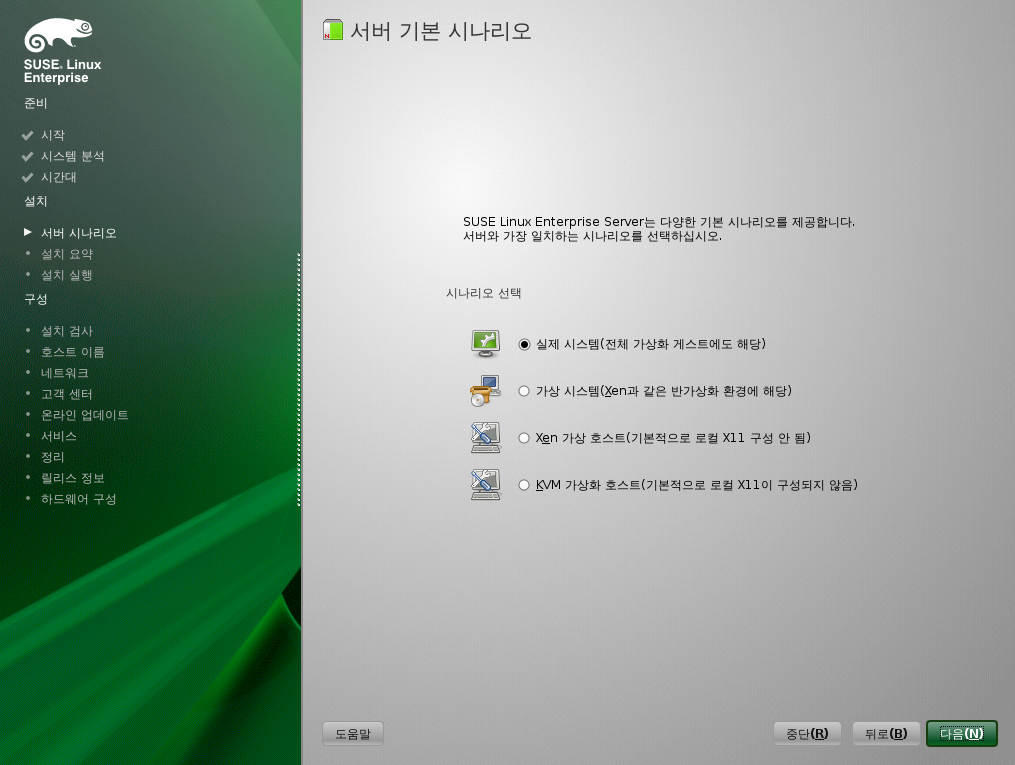 SUSE. Linux
Enterprise
준비
시작
시스템 분석
시간대
설치
서버 시나리오
설치 요약
설치 실행
구성
설치 검사
호스트 이름
네트워크
고객 센터
온라인 업데이트
서비스
정리
릴리스 정보
하드웨어 구성
N 서버 기본 시나리오
SUSE Linux Enterprise Server는 다양한 기본 시나리오를 제공합니다.
서버와 가장 일치하는 시나리오를 선택하십시오.
시나리오 선택
실제 시스템(전체 가상화 게스트에도 해당)
가상 시스템(Xen과 같은 반가상화 환경에 해당)
Xen 가상 호스트(기본적으로 로컬 X11 구성 안 됨)
KVM 가상화 호스트(기본적으로 로컬 X11이 구성되지 않음)
도움말 중단(R) 뒤로(B) 다음(N)